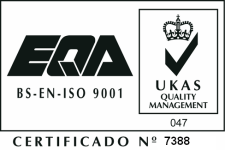 EQA
BS-EN-ISO 9001
UKAS
QUALITY
MANAGEMENT
047
CERTIFICADO Nº 7388